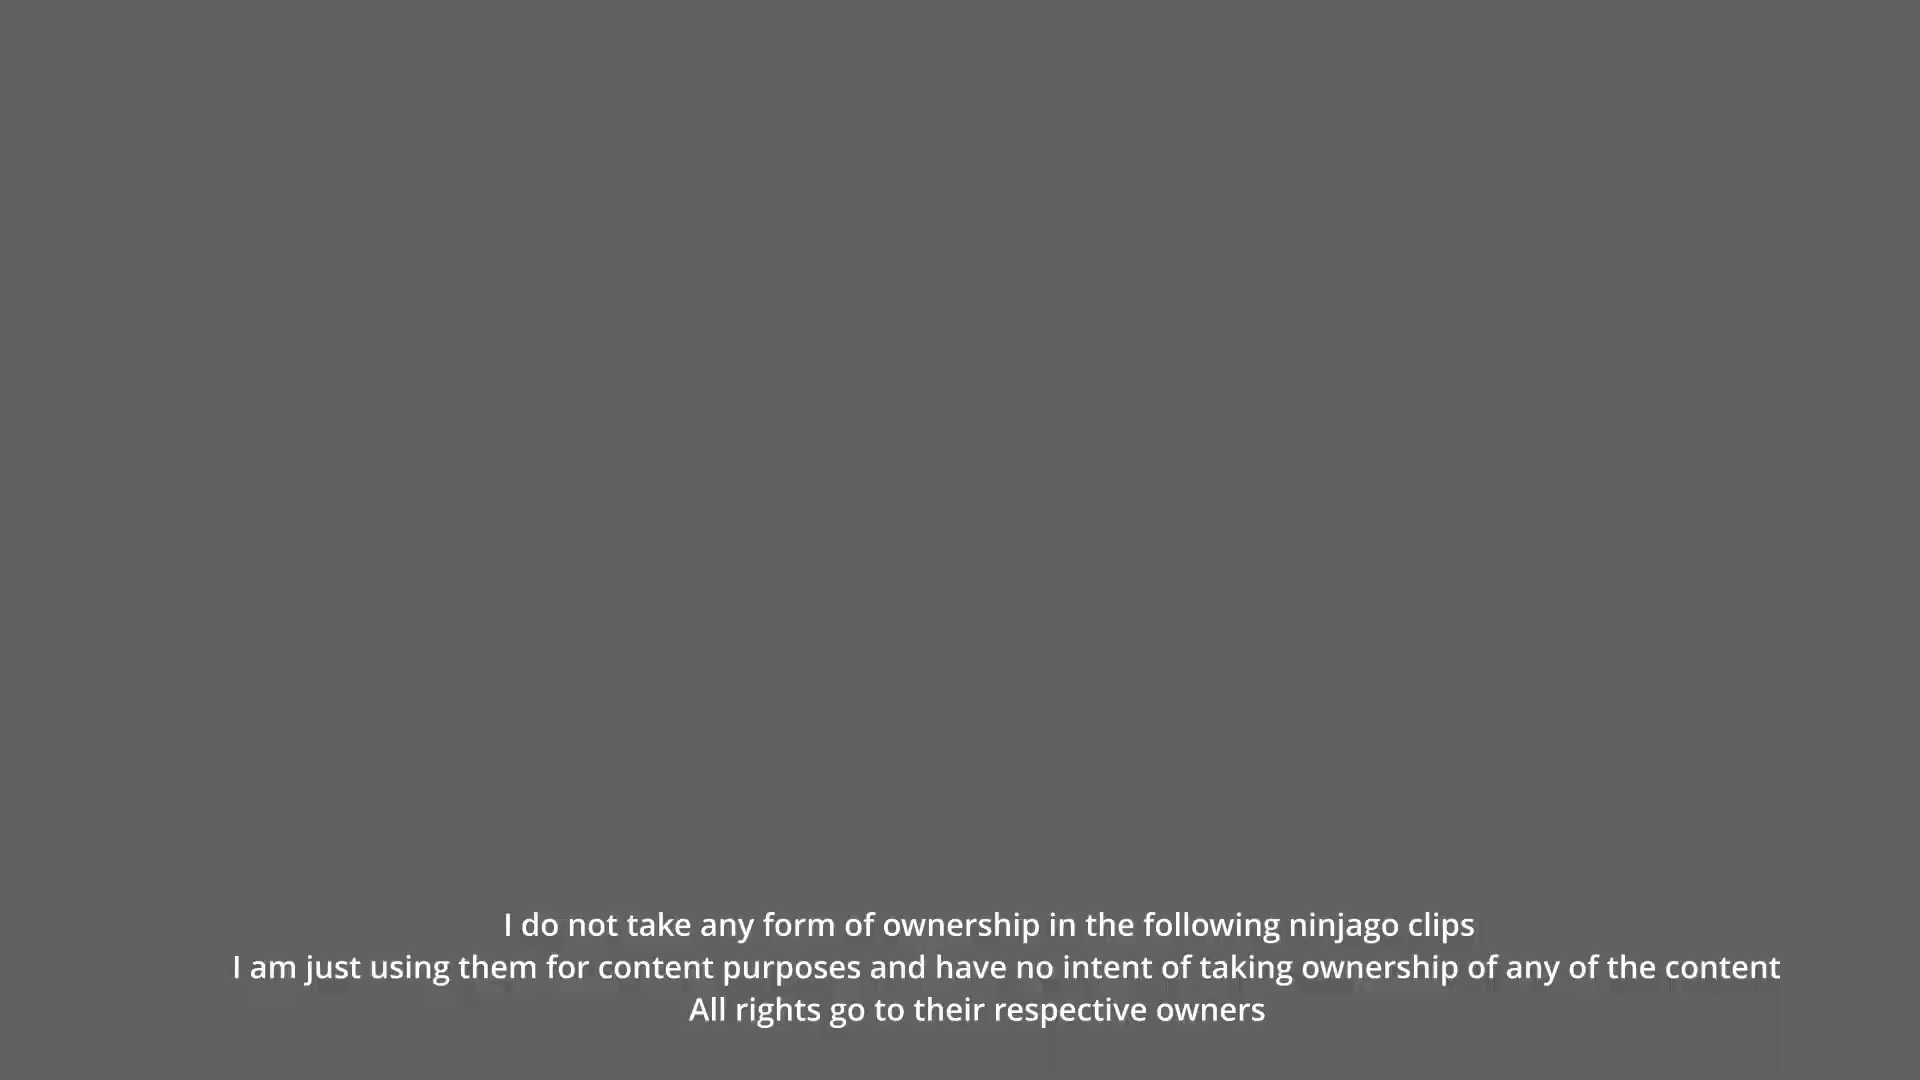 I do not take any form of ownership in the following ninjago clips
I am just using them for content purposes and have no intent of taking ownership of any of the content
All rights go to their respective owners